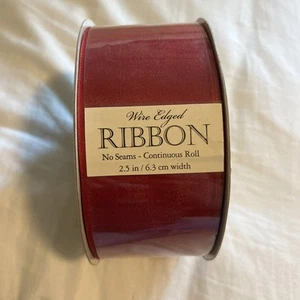 Wire Edged
RIBBON
No Seams - Continuous Roll
2.5 in / 6.3 cm width